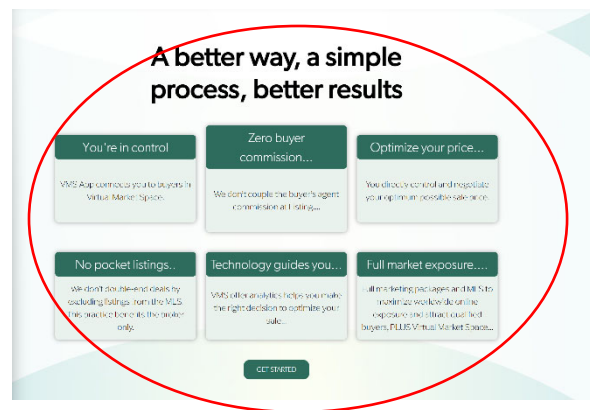 A better way, a simple
process, better results
You're in control
VMS App connects you to buyers in
Virtual Market Space.
Zero buyer
commission...
We don't couple the buyer's agent
commission at Listing....
Optimize your price...
You directly control and negotiate
your optimum possible sale price.
No pocket listings..
We don't double-end deals by
excluding listings from the MLS
this practice benefits the broker
only.
Technology guides you...
VMS offer analytics helps you make
the right decision to optimize your
sale...
Full market exposure....
Full marketing packages and MLS to
maximize worldwide online
exposure and attract qualified
buyers, PLUS Virtual Market Space...
GET STARTED